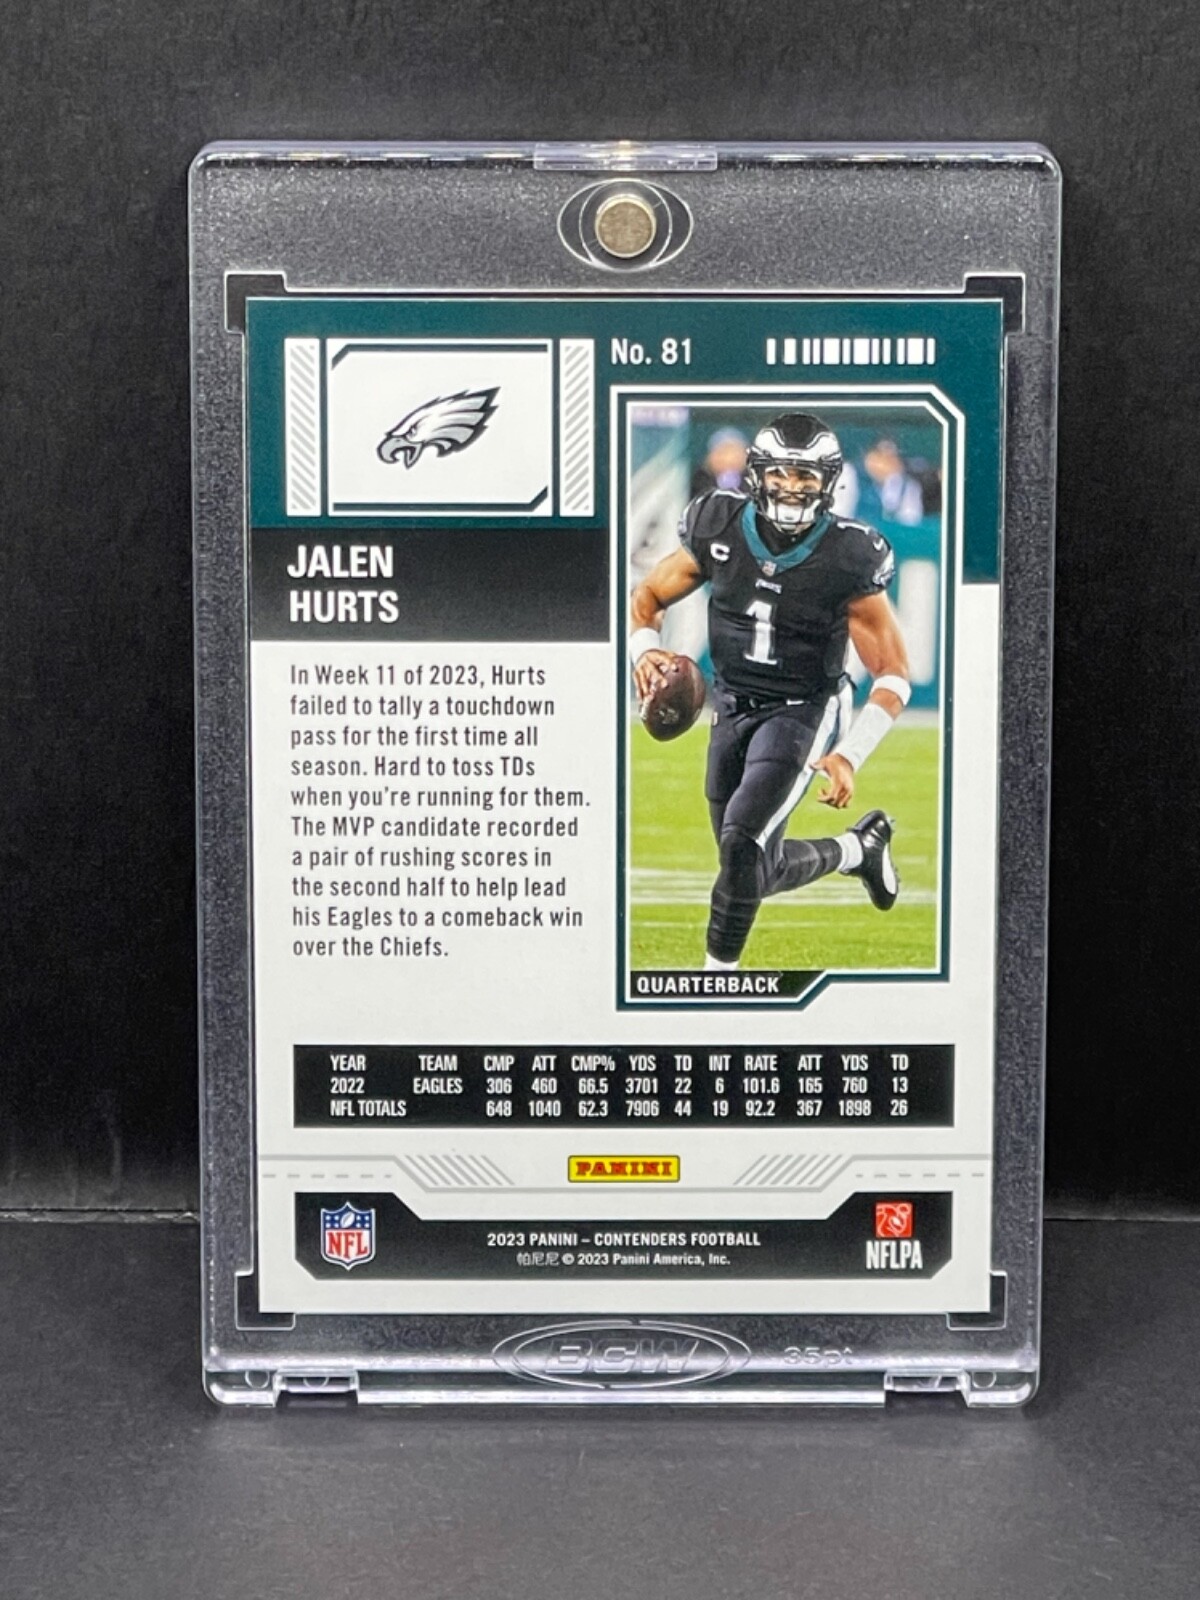 No. 81
JALEN
HURTS
In Week 11 of 2023, Hurts
failed to tally a touchdown
pass for the first time all
season. Hard to toss TDs
when you're running for them.
The MVP candidate recorded
a pair of rushing scores in
the second half to help lead
his Eagles to a comeback win
over the Chiefs.
C
1
1
EAGLES
QUARTERBACK
YEAR TEAM CMP ATT CMP% YDS TD INT RATE ATT YDS TD
2022 EAGLES 306 460 66.5 3701 22 6 101.6 165 760 13
NFL TOTALS 648 1040 62.3 7906 44 19 92.2 367 1898 26
PANINI
NFL
2023 PANINI – CONTENDERS FOOTBALL
帕尼尼 © 2023 Panini America, Inc.
NFLPA
BCW 35pt